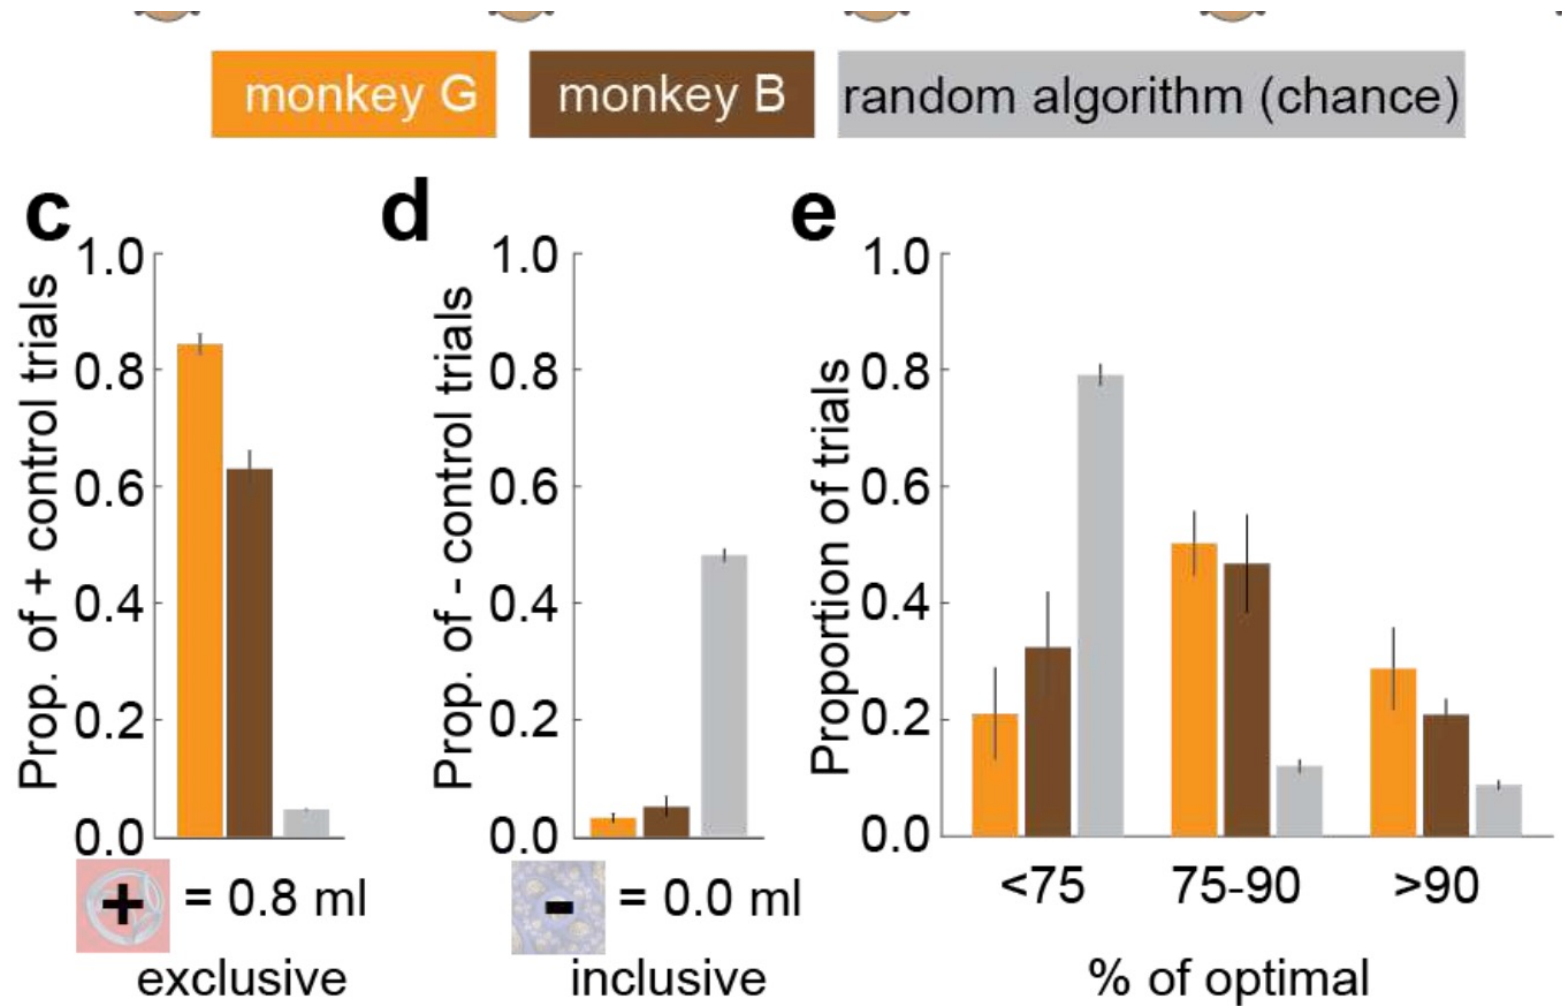 monkey G
monkey B
random algorithm (chance)
c
Prop. of + control trials
1.0
0.8
0.6
0.4
0.2
0.0
+ = 0.8 ml
exclusive
d
Prop. of - control trials
1.0
0.8
0.6
0.4
0.2
0.0
- = 0.0 ml
inclusive
e
Proportion of trials
1.0
0.8
0.6
0.4
0.2
0.0
<75 75-90 >90
% of optimal